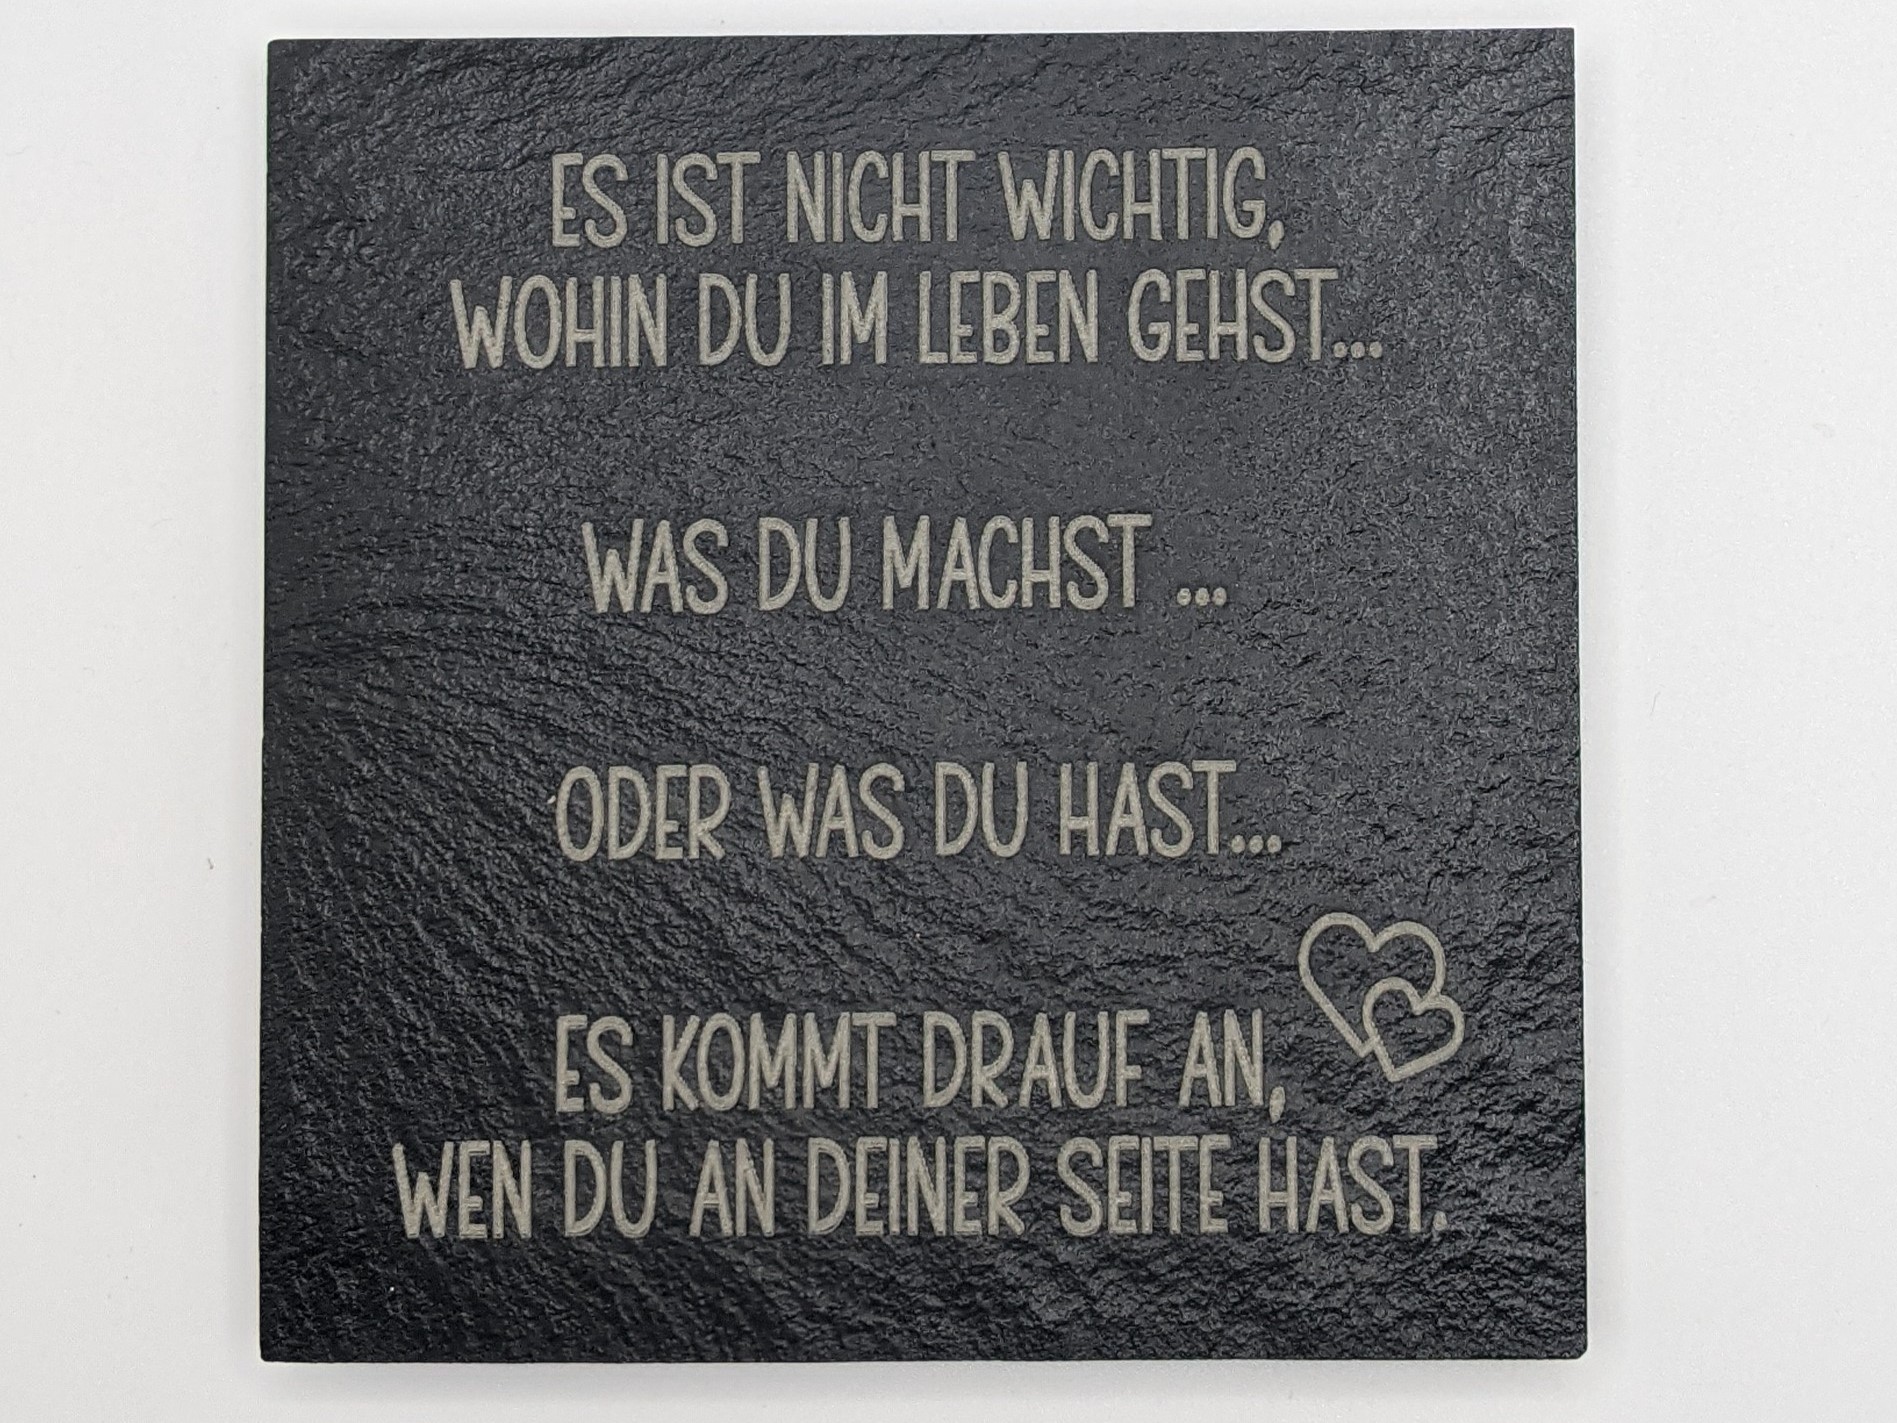 ES IST NICHT WICHTIG,
WOHIN DU IM LEBEN GEHST...
WAS DU MACHST ...
ODER WAS DU HAST...
ES KOMMT DRAUF AN,
WEN DU AN DEINER SEITE HAST.